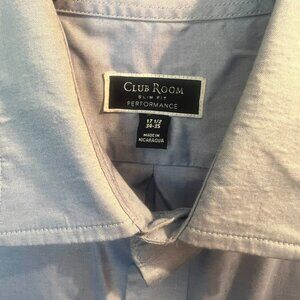 CLUB ROOM
SLIM FIT
PERFORMANCE
17 1/2
34-35
MADE IN
NICARAGUA